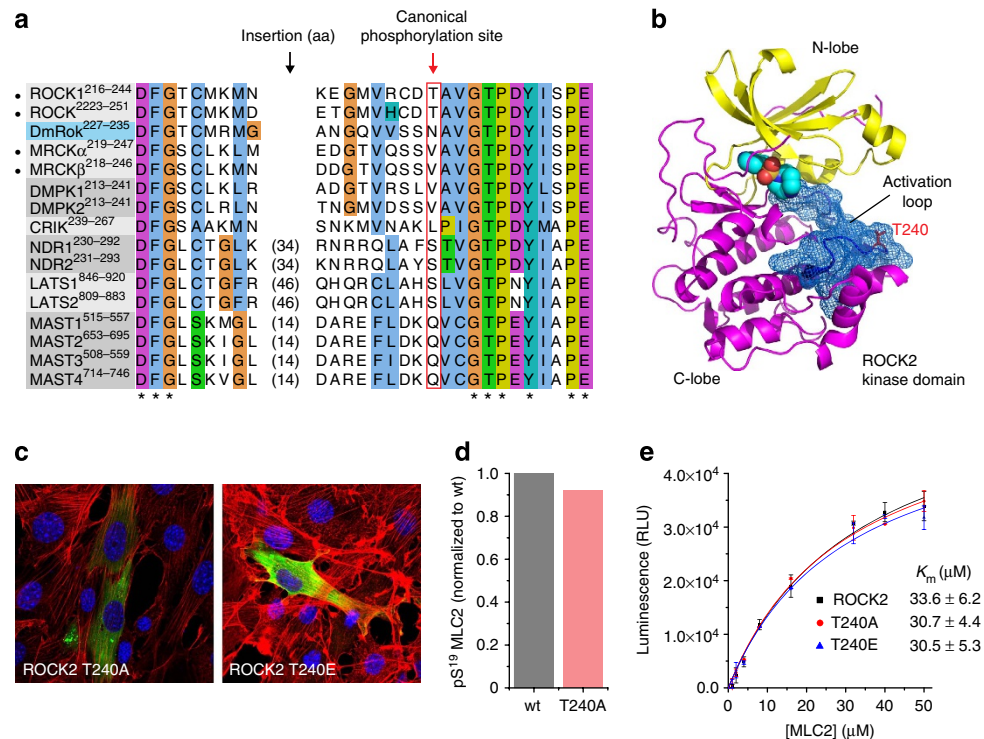 a
Canonical
Insertion (aa) phosphorylation site
• ROCK1216–244 DFGTCMKMN KEGMVRCDTAVGTPDYISPE
• ROCK2223–251 DFGTCMKMD ETGMVHCDTAVGTPDYISPE
DmRok227–235 DFGTCMRMG ANGQVVSSNAVGTPDYISPE
• MRCKα219–247 DFGSCLKLM EDGTVQSSVAVGTPDYISPE
• MRCKβ218–246 DFGSCLKMN DDGTVQSSVAVGTPDYISPE
DMPK1213–241 DFGSCLKLR ADGTVRSLVAVGTPDYLSPE
DMPK2213–241 DFGSCLKLR TNGMVDSSVAVGTPDYISPE
CRIK239–267 DFGSAAKMN SNKMVNAKLPIGTPDYMAPE
NDR1230–292 DFGLCTGLK (34) RNRRQLAFSTVGTPDYIAPE
NDR2231–293 DFGLCTGLK (34) KNRRQLAYSTVGTPDYIAPE
LATS1846–920 DFGLCTGFR (46) QHQRCLAHSLVGTPNYIAPE
LATS2809–883 DFGLCTGFR (46) QHQRCLAHSLVGTPNYIAPE
MAST1515–557 DFGLSKMGL (14) DAREFLDKQVCGTPEYIAPE
MAST2653–695 DFGLSKIGL (14) DAREFLDKQVCGTPEYIAPE
MAST3508–559 DFGLSKIGL (14) DAREFIDKQVCGTPEYIAPE
MAST4714–746 DFGLSKVGL (14) DAREFLDKQVCGTPEYIAPE
* * * * * * * * *
b
N-lobe
Activation
loop
T240
C-lobe
ROCK2
kinase domain
c
ROCK2 T240A
ROCK2 T240E
d
pS19 MLC2 (normalized to wt)
1.0
0.8
0.6
0.4
0.2
0
wt T240A
e
Luminescence (RLU)
4.0×104
3.0×104
2.0×104
1.0×104
0.0
Km (μM)
ROCK2 33.6 ± 6.2
T240A 30.7 ± 4.4
T240E 30.5 ± 5.3
0 10 20 30 40 50
[MLC2] (μM)